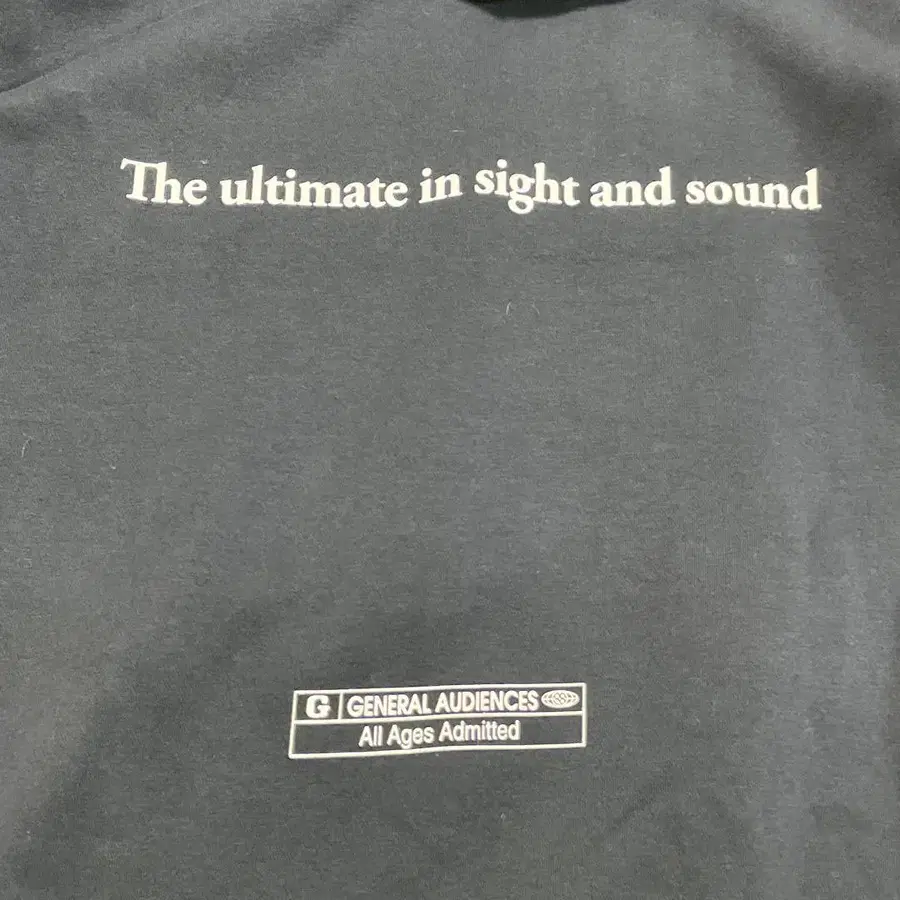 The ultimate in sight and sound
G GENERAL AUDIENCES
All Ages Admitted